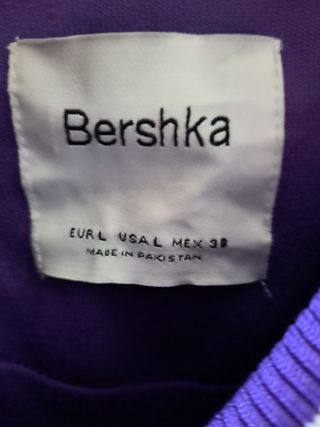 Bershka
EUR L USA L MEX 30
MADE IN PAKISTAN